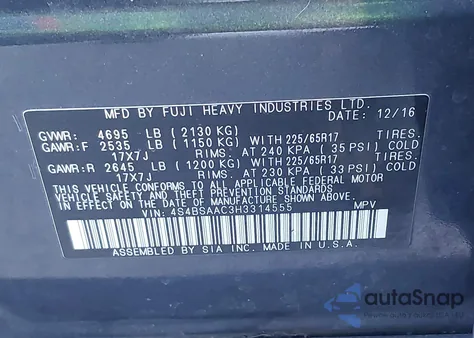 MFD BY FUJI HEAVY INDUSTRIES LTD.
DATE: 12/16
GVWR: 4695 LB (2130 KG)
GAWR:F 2535 LB (1150 KG) WITH 225/65R17 TIRES.
17X7J RIMS. AT 240 KPA (35 PSI) COLD
GAWR:R 2645 LB (1200 KG) WITH 225/65R17 TIRES.
17X7J RIMS. AT 230 KPA (33 PSI) COLD
THIS VEHICLE CONFORMS TO ALL APPLICABLE FEDERAL MOTOR
VEHICLE SAFETY AND THEFT PREVENTION STANDARDS
IN EFFECT ON THE DATE OF MANUFACTURE SHOWN ABOVE.
VIN: 4S4BSAAC3H3314555 MPV
ASSEMBLED BY SIA INC. MADE IN U.S.A.
autoSnap